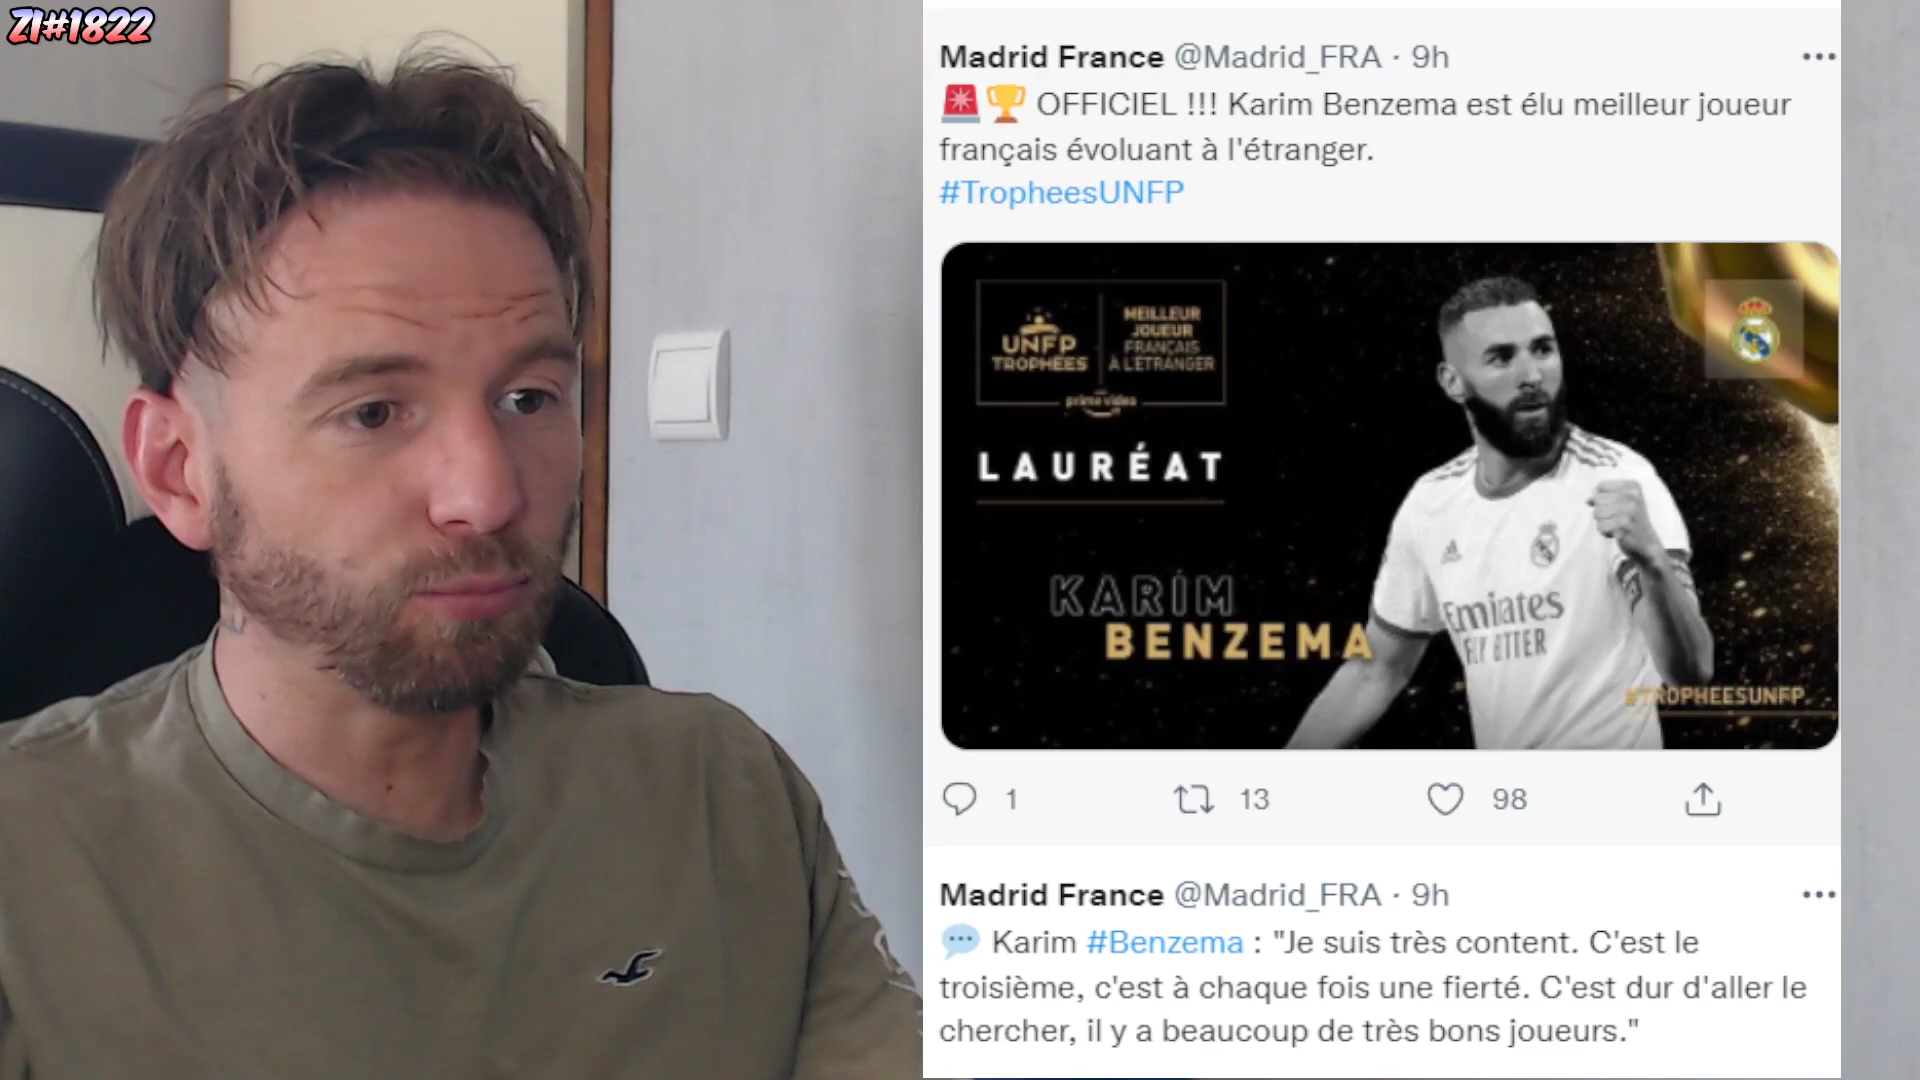 ZI#1822
Madrid France @Madrid_FRA · 9h
🚨🏆 OFFICIEL !!! Karim Benzema est élu meilleur joueur
français évoluant à l'étranger.
#TropheesUNFP
UNFP
TROPHÉES
MEILLEUR
JOUEUR
FRANÇAIS
À L'ÉTRANGER
prime video
LAURÉAT
KARIM
BENZEMA
Emirates
FLY BETTER
#TROPHEESUNFP
1 13 98
Madrid France @Madrid_FRA · 9h
💬 Karim #Benzema : "Je suis très content. C'est le
troisième, c'est à chaque fois une fierté. C'est dur d'aller le
chercher, il y a beaucoup de très bons joueurs."